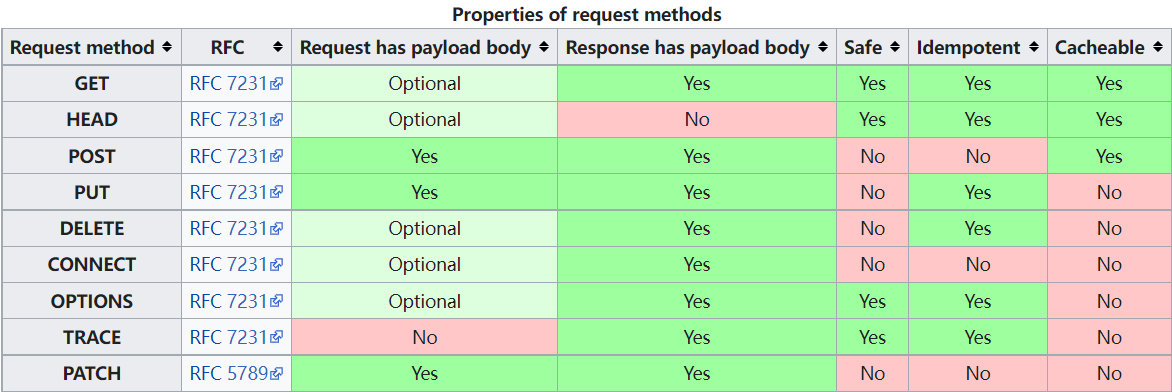 Properties of request methods
Request method RFC Request has payload body Response has payload body Safe Idempotent Cacheable
GET RFC 7231 Optional Yes Yes Yes Yes
HEAD RFC 7231 Optional No Yes Yes Yes
POST RFC 7231 Yes Yes No No Yes
PUT RFC 7231 Yes Yes No Yes No
DELETE RFC 7231 Optional Yes No Yes No
CONNECT RFC 7231 Optional Yes No No No
OPTIONS RFC 7231 Optional Yes Yes Yes No
TRACE RFC 7231 No Yes Yes Yes No
PATCH RFC 5789 Yes Yes No No No